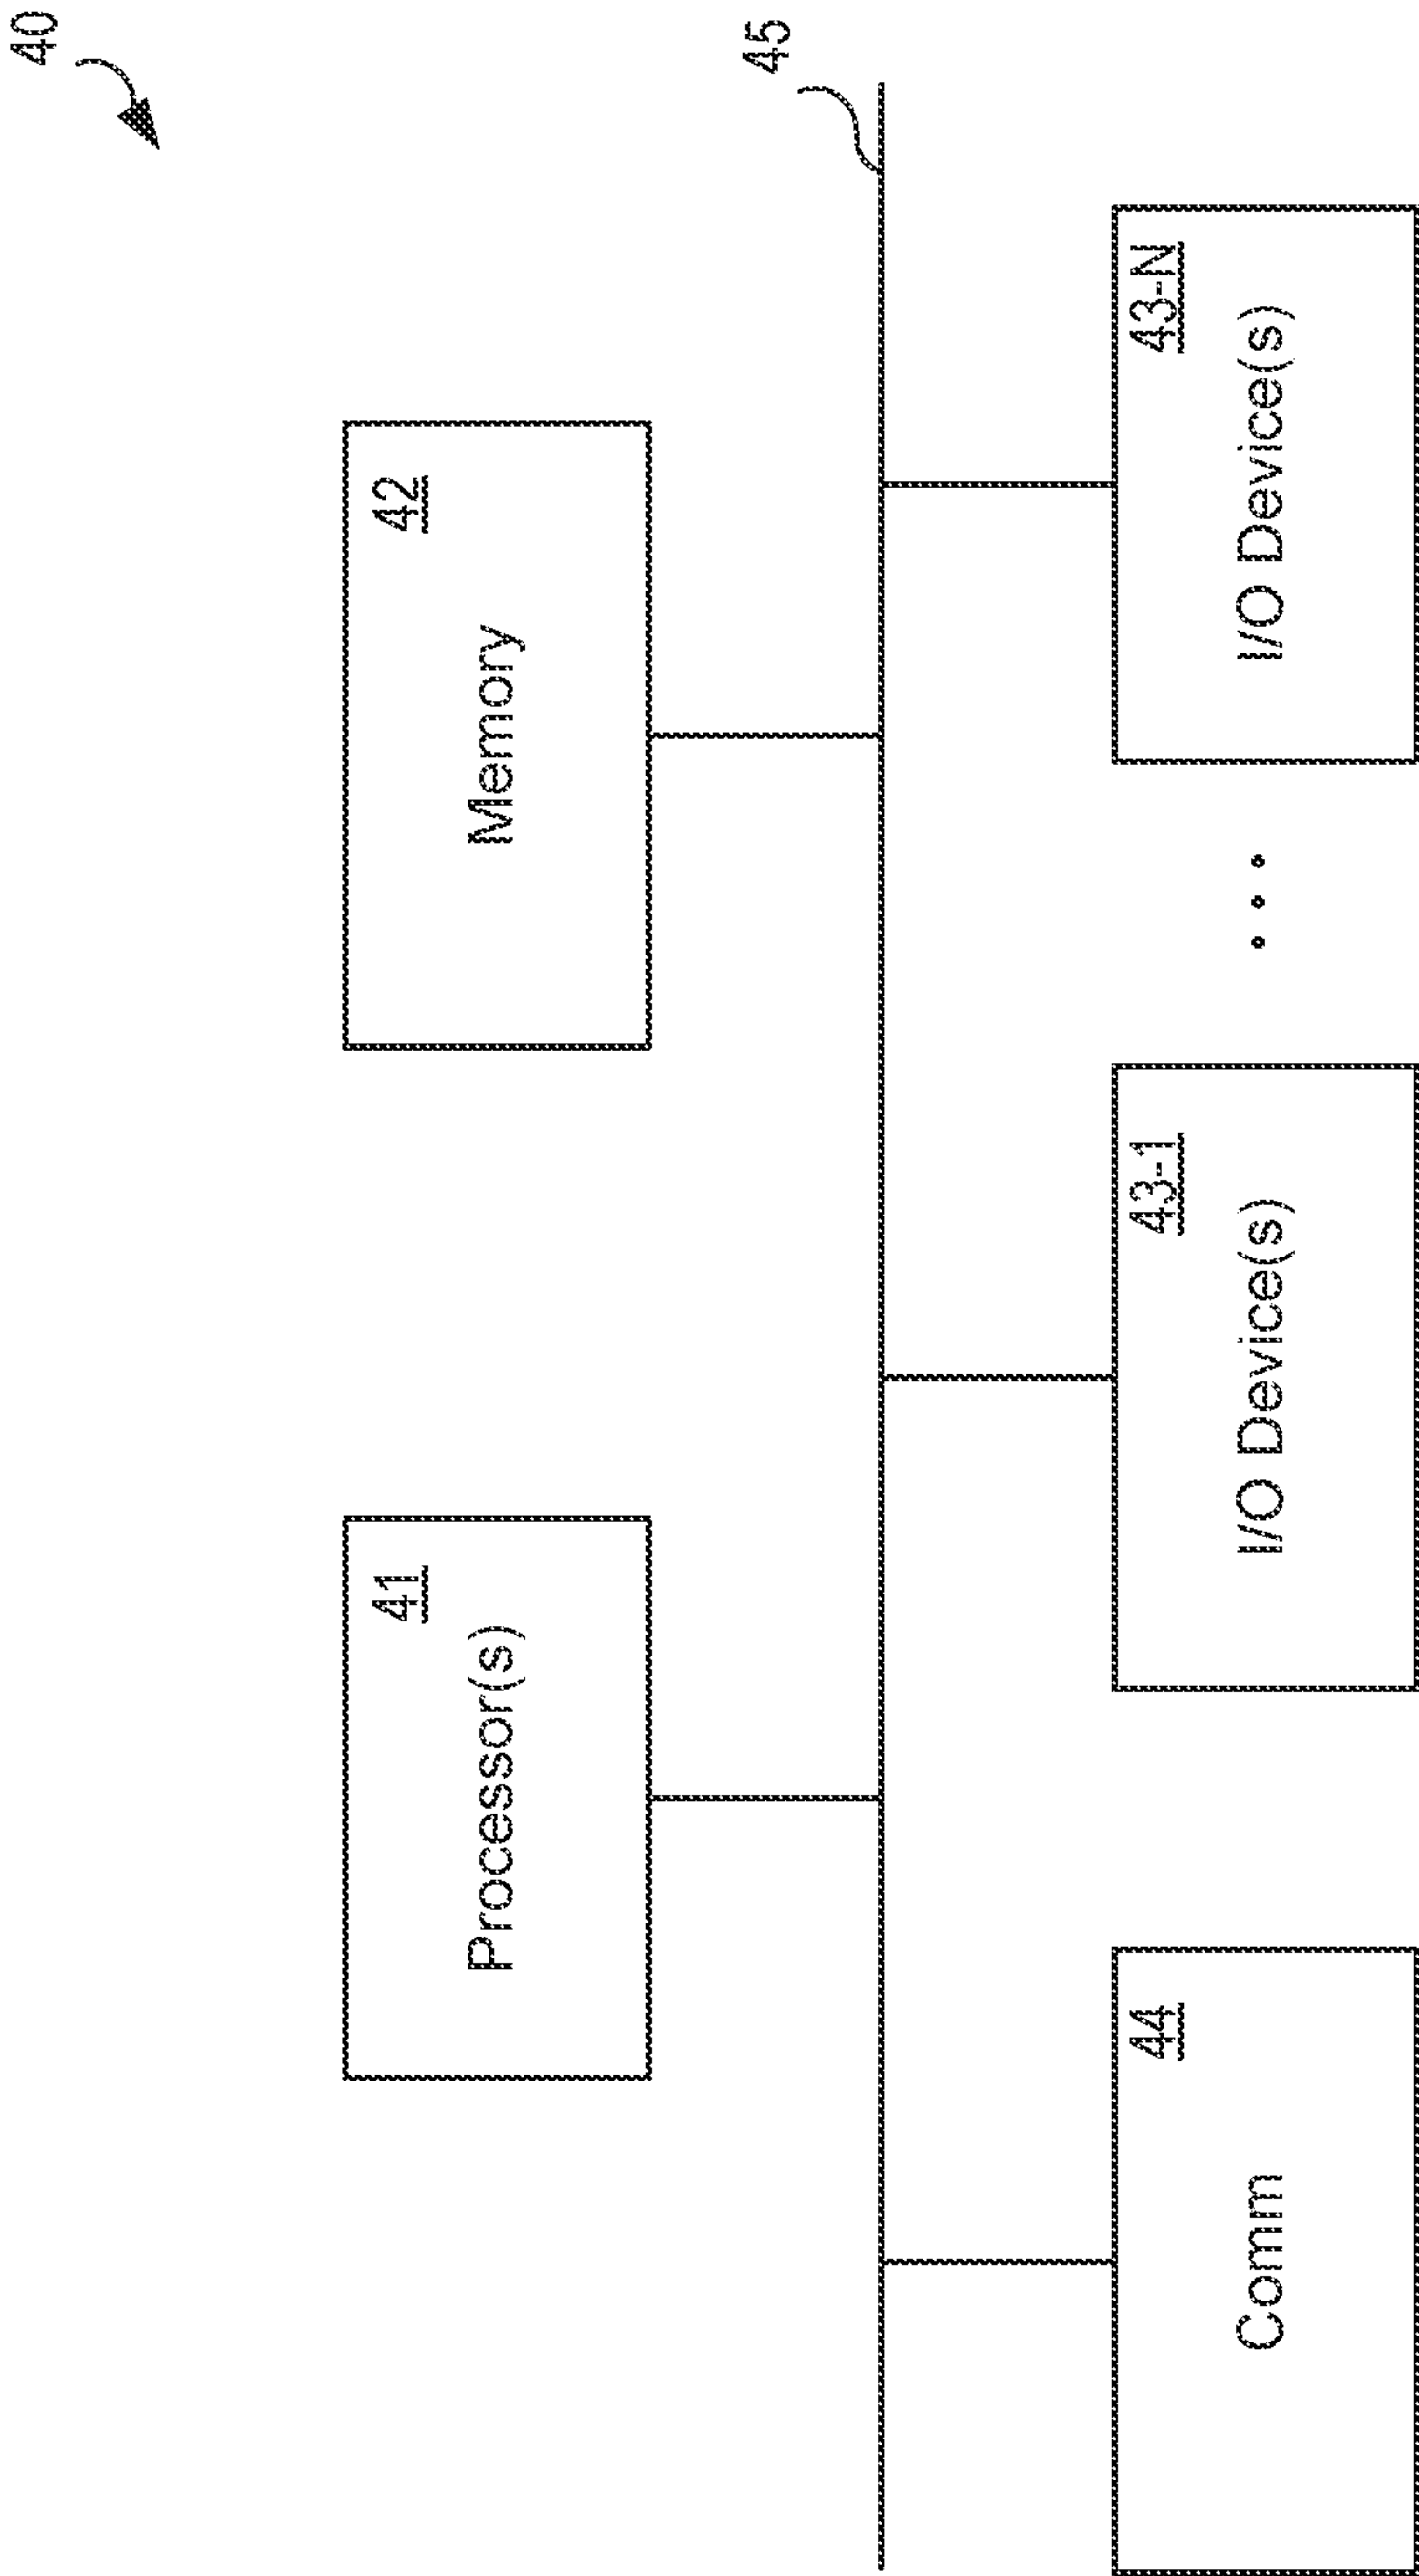 40
41
Processor(s)
42
Memory
45
44
Comm
43-1
I/O Device(s)
• • •
43-N
I/O Device(s)